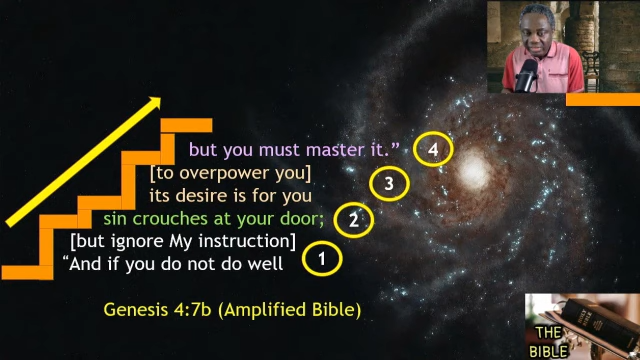 but you must master it.” 4
[to overpower you]
its desire is for you 3
sin crouches at your door; 2
[but ignore My instruction]
“And if you do not do well 1
Genesis 4:7b (Amplified Bible)
HOLY BIBLE
THE
BIBLE